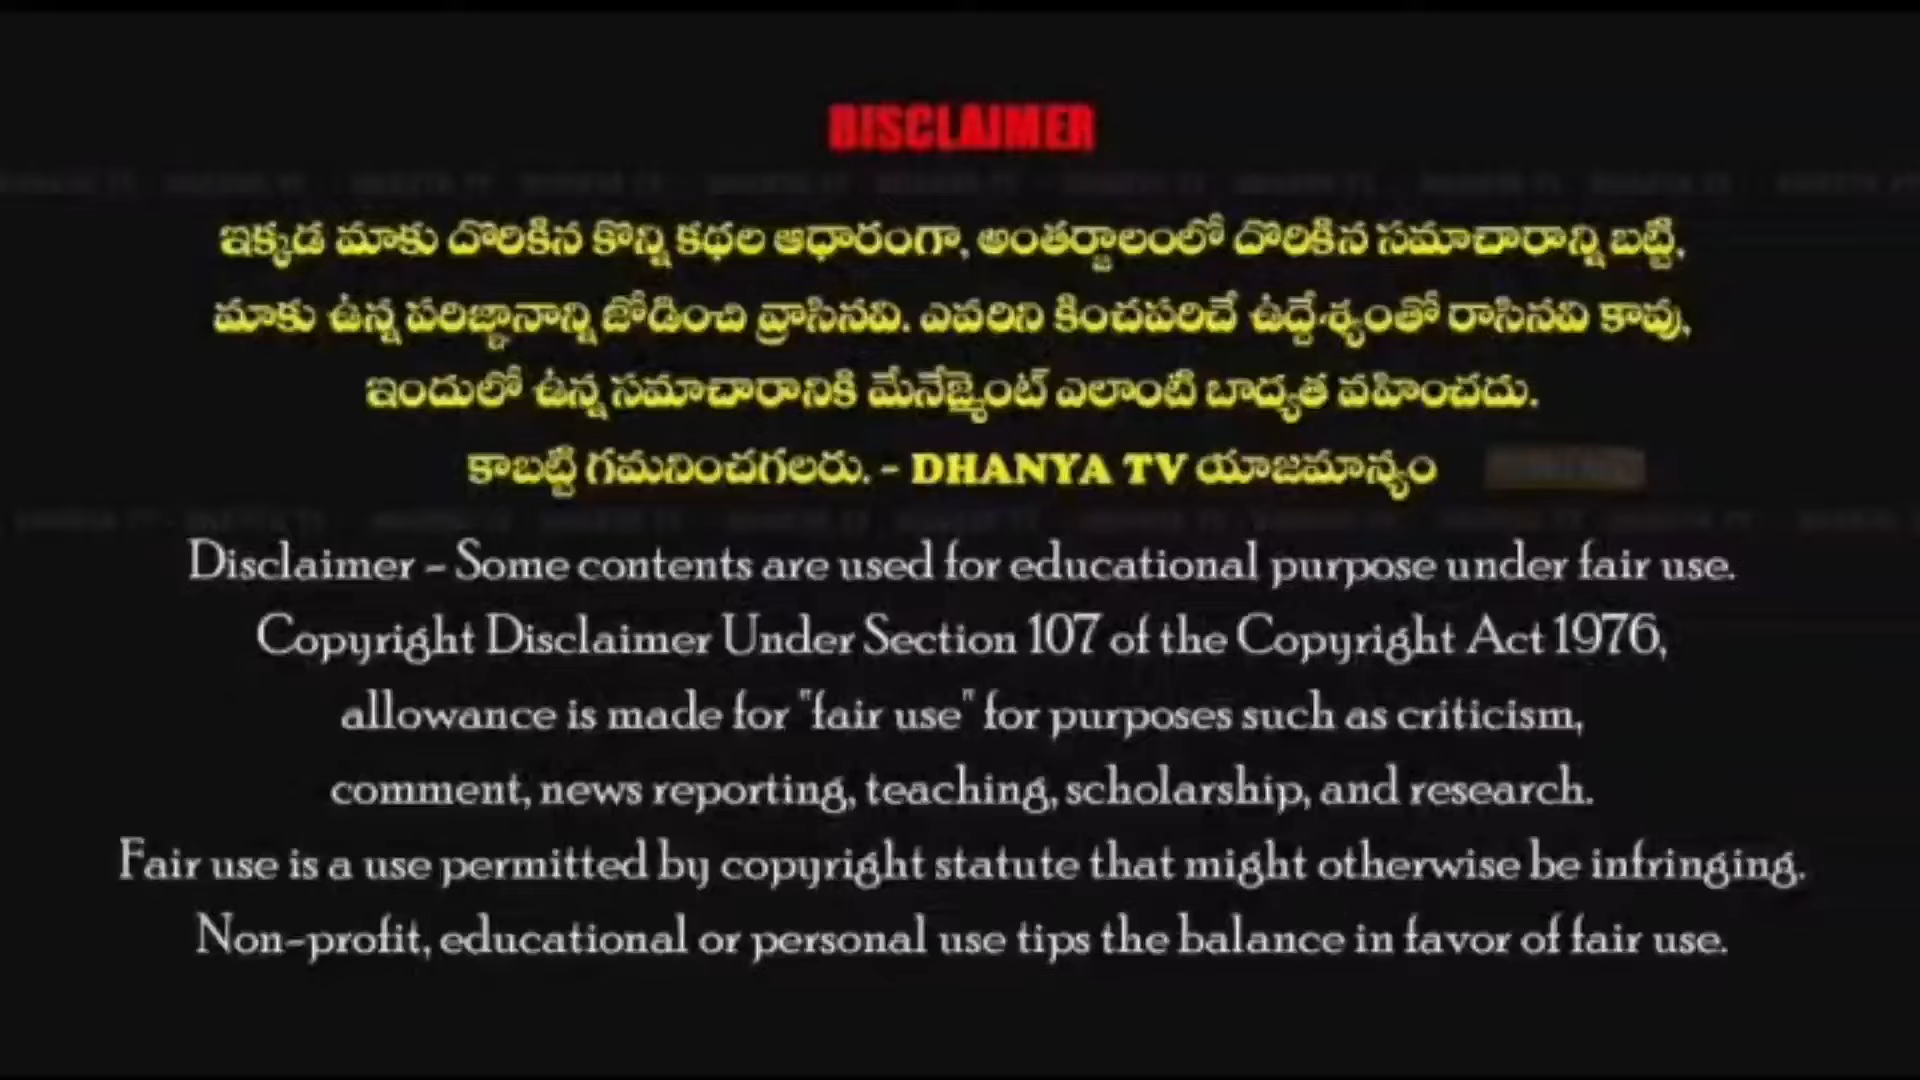 DISCLAIMER
ఇక్కడ మాకు దొరికిన కొన్ని కథల ఆధారంగా, అంతర్జాలంలో దొరికిన సమాచారాన్ని బట్టి,
మాకు ఉన్న పరిజ్ఞానాన్ని జోడించి వ్రాసినవి. ఎవరిని కించపరిచే ఉద్దేశ్యంతో రాసినవి కావు,
ఇందులో ఉన్న సమాచారానికి మేనేజ్మెంట్ ఎలాంటి బాద్యత వహించదు.
కాబట్టి గమనించగలరు. - DHANYA TV యాజమాన్యం
Disclaimer - Some contents are used for educational purpose under fair use.
Copyright Disclaimer Under Section 107 of the Copyright Act 1976,
allowance is made for "fair use" for purposes such as criticism,
comment, news reporting, teaching, scholarship, and research.
Fair use is a use permitted by copyright statute that might otherwise be infringing.
Non-profit, educational or personal use tips the balance in favor of fair use.